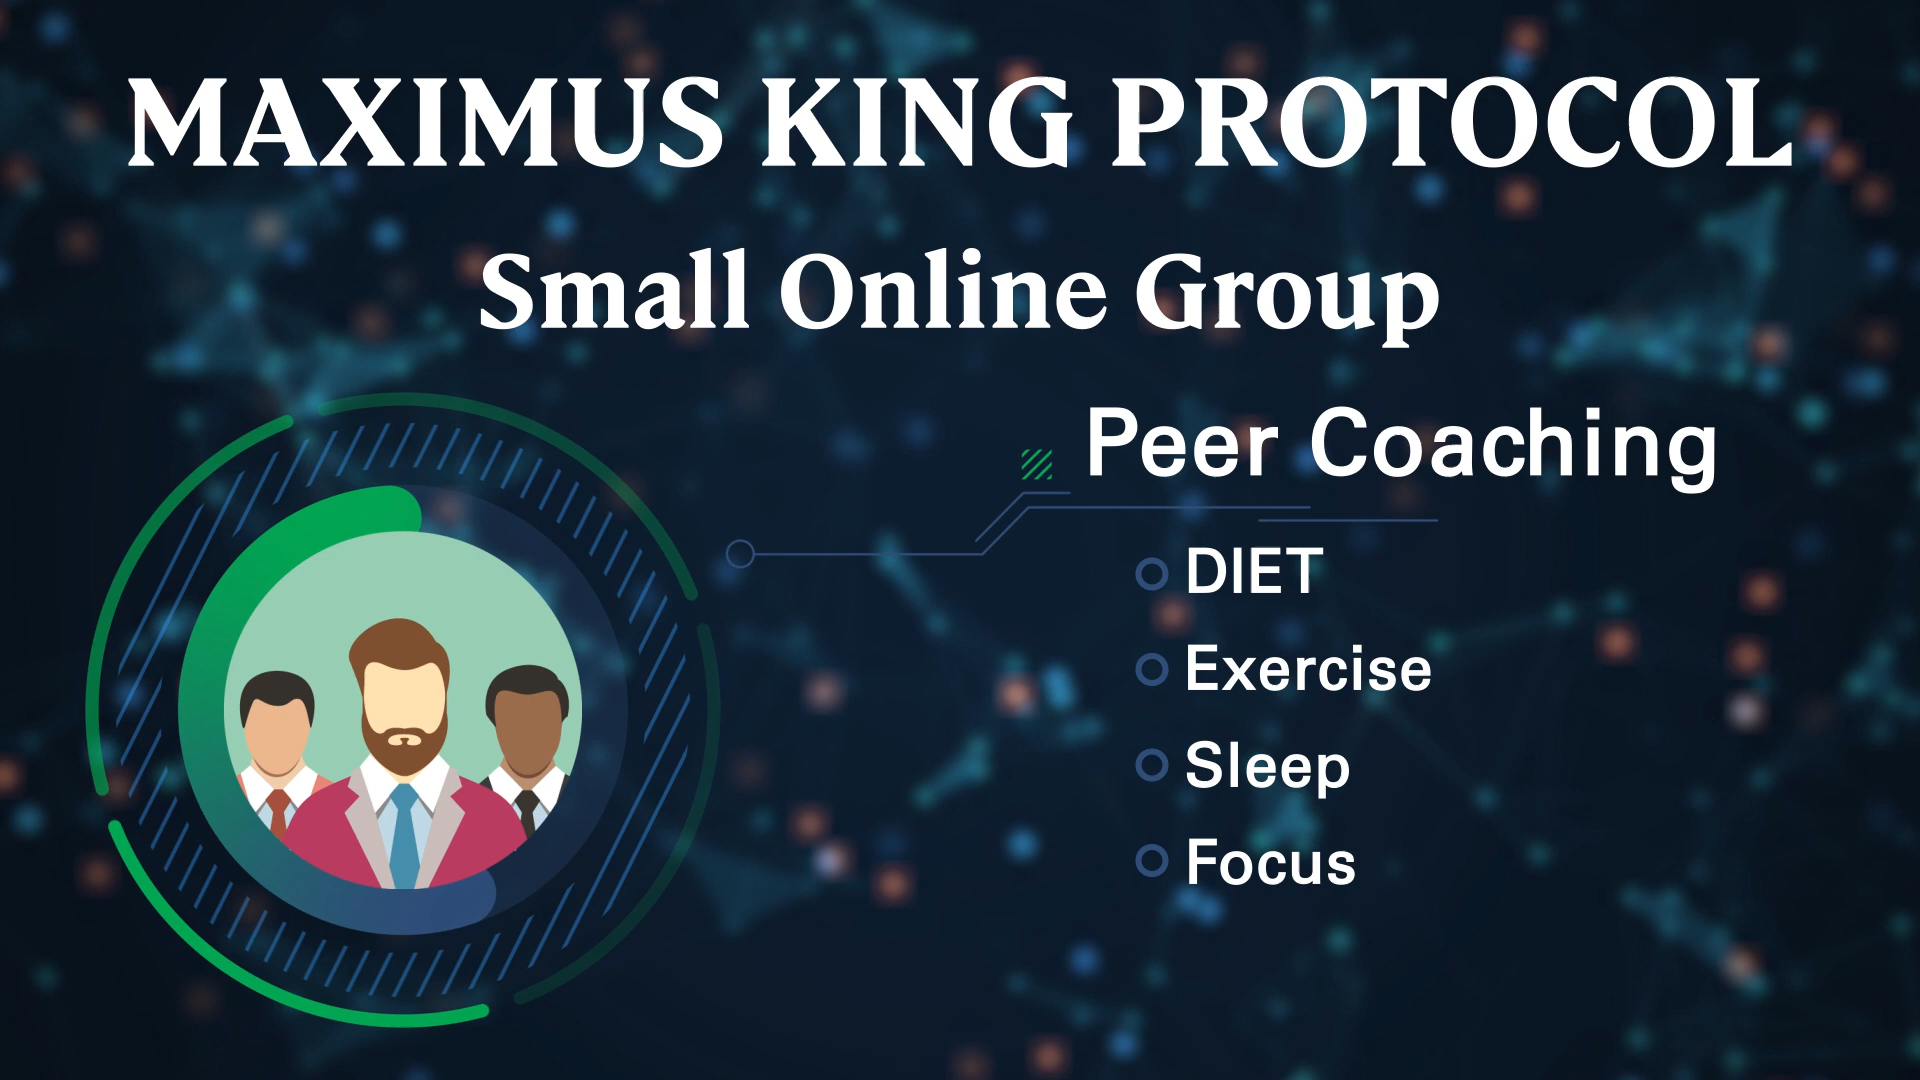 MAXIMUS KING PROTOCOL
Small Online Group
Peer Coaching
DIET
Exercise
Sleep
Focus